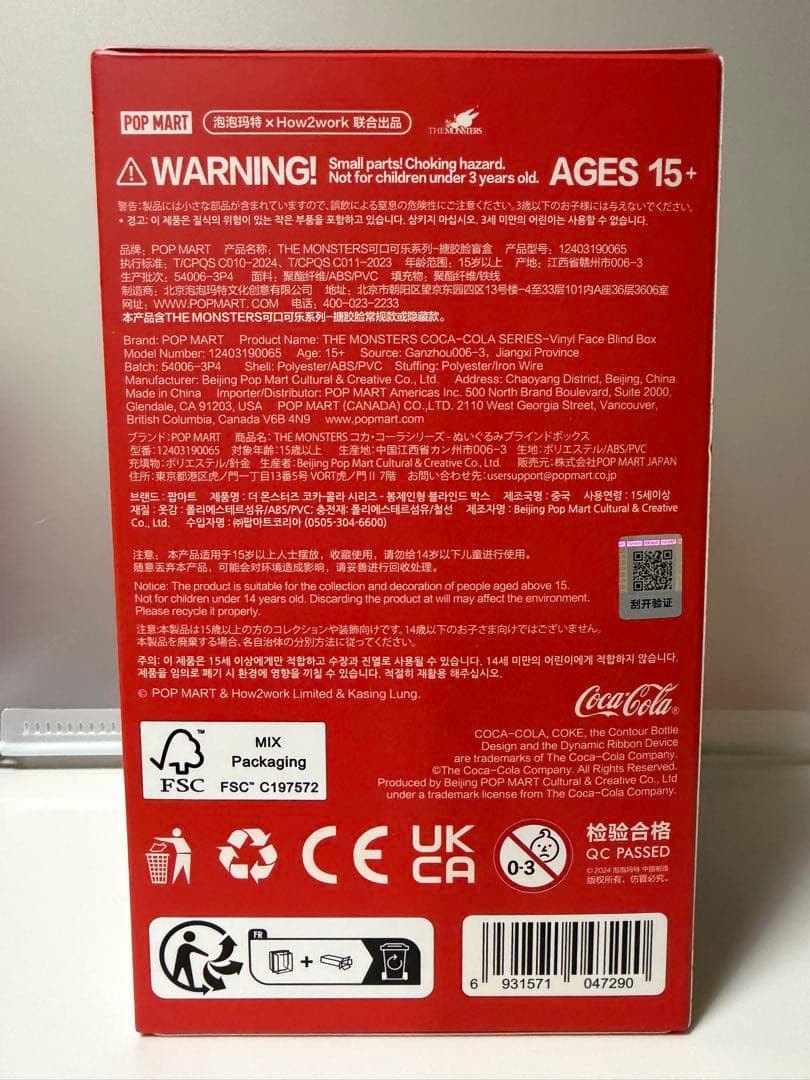 POP MART 泡泡玛特×How2work 联合出品 THE MONSTERS
WARNING! Small parts! Choking hazard. Not for children under 3 years old. AGES 15+
警告:製品には小さな部品が含まれていますので、誤飲による窒息の危険性にご注意ください。3歳以下のお子様には与えないでください。
* 경고: 이 제품은 질식의 위험이 있는 작은 부품을 포함하고 있습니다. 삼키지 마십시오. 3세 미만의 어린이는 사용할 수 없습니다.
品牌: POP MART 产品名称: THE MONSTERS可口可乐系列-搪胶脸盲盒 产品型号: 12403190065
执行标准: T/CPQS C010-2024、T/CPQS C011-2023 年龄范围: 15岁以上 产地: 江西省赣州市006-3
生产批次: 54006-3P4 面料: 聚酯纤维/ABS/PVC 填充物: 聚酯纤维/铁线
制造商: 北京泡泡玛特文化创意有限公司 地址: 北京市朝阳区望京东园四区13号楼-4至33层101内A座36层3606室
网址: WWW.POPMART.COM 电话: 400-023-2233
本产品含THE MONSTERS可口可乐系列-搪胶脸常规款或隐藏款。
Brand: POP MART Product Name: THE MONSTERS COCA-COLA SERIES-Vinyl Face Blind Box
Model Number: 12403190065 Age: 15+ Source: Ganzhou006-3, Jiangxi Province
Batch: 54006-3P4 Shell: Polyester/ABS/PVC Stuffing: Polyester/Iron Wire
Manufacturer: Beijing Pop Mart Cultural & Creative Co., Ltd. Address: Chaoyang District, Beijing, China.
Made in China Importer/Distributor: POP MART Americas Inc. 500 North Brand Boulevard, Suite 2000,
Glendale, CA 91203, USA POP MART (CANADA) CO.,LTD. 2110 West Georgia Street, Vancouver,
British Columbia, Canada V6B 4N9 www.popmart.com
ブランド:POP MART 商品名: THE MONSTERS コカ・コーラシリーズ - ぬいぐるみブラインドボックス
型番:12403190065 対象年齢:15歳以上 生産地:中国江西省カン州市006-3 生地:ポリエステル/ABS/PVC
充填物:ポリエステル/針金 生産者:Beijing Pop Mart Cultural & Creative Co., Ltd. 販売元:株式会社POP MART JAPAN
住所:東京都港区虎ノ門一丁目13番5号 VORT虎ノ門II 7階 お問い合わせ先:usersupport@popmart.co.jp
브랜드 : 팝마트 제품명 : 더 몬스터즈 코카-콜라 시리즈 - 봉제인형 블라인드 박스 제조국명 : 중국 사용연령 : 15세이상
재질 : 옷감 : 폴리에스테르섬유/ABS/PVC; 충전재: 폴리에스테르섬유/철선 제조자명 : Beijing Pop Mart Cultural & Creative
Co., Ltd. 수입자명 : ㈜팝마트코리아 (0505-304-6600)
注意: 本产品适用于15岁以上人士摆放、收藏使用, 请勿给14岁以下儿童进行使用。
随意丢弃本产品, 可能会对环境造成影响, 请妥善进行回收处理。
Notice: The product is suitable for the collection and decoration of people aged above 15.
Not for children under 14 years old. Discarding the product at will may affect the environment.
Please recycle it properly.
刮开验证
注意:本製品は15歳以上の方のコレクションや装飾向けです。14歳以下のお子さま向けではございません。
本製品を廃棄する場合、各自治体の分別方法に従ってください。
주의: 이 제품은 15세 이상에게만 적합하고 수장과 진열로 사용될 수 있습니다. 14세 미만의 어린이에게 적합하지 않습니다.
제품을 임의로 폐기 시 환경에 영향을 끼칠 수 있습니다. 적절히 재활용 해주십시오.
© POP MART & How2work Limited & Kasing Lung.
Coca-Cola®
COCA-COLA, COKE, the Contour Bottle
Design and the Dynamic Ribbon Device
are trademarks of The Coca-Cola Company.
©The Coca-Cola Company. All Rights Reserved.
Produced by Beijing POP MART Cultural & Creative Co., Ltd
under a trademark license from The Coca-Cola Company.
FSC™
MIX
Packaging
FSC™ C197572
CE
UK
CA
0-3
检验合格
QC PASSED
© 2024 泡泡玛特 中国制造
版权所有, 仿冒必究。
FR
6 931571 047290